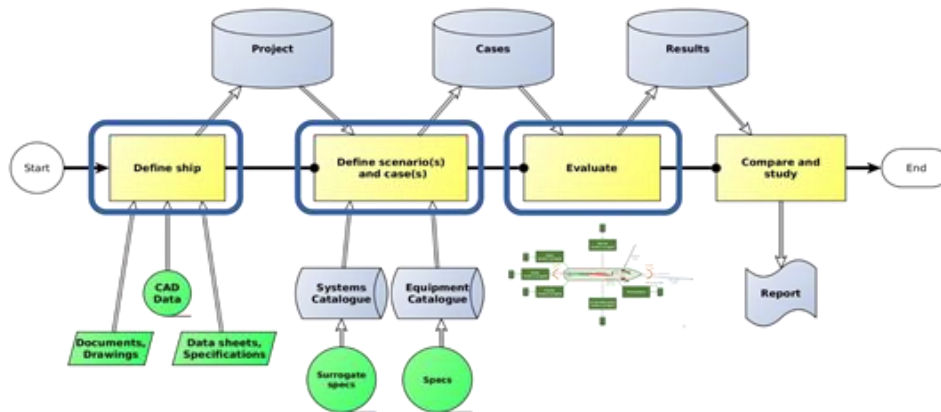 Project
Cases
Results
Start
Define ship
Define scenario(s)
and case(s)
Evaluate
Compare and
study
End
CAD
Data
Systems
Catalogue
Equipment
Catalogue
Report
Documents,
Drawings
Data sheets,
Specifications
Surrogate
specs
Specs